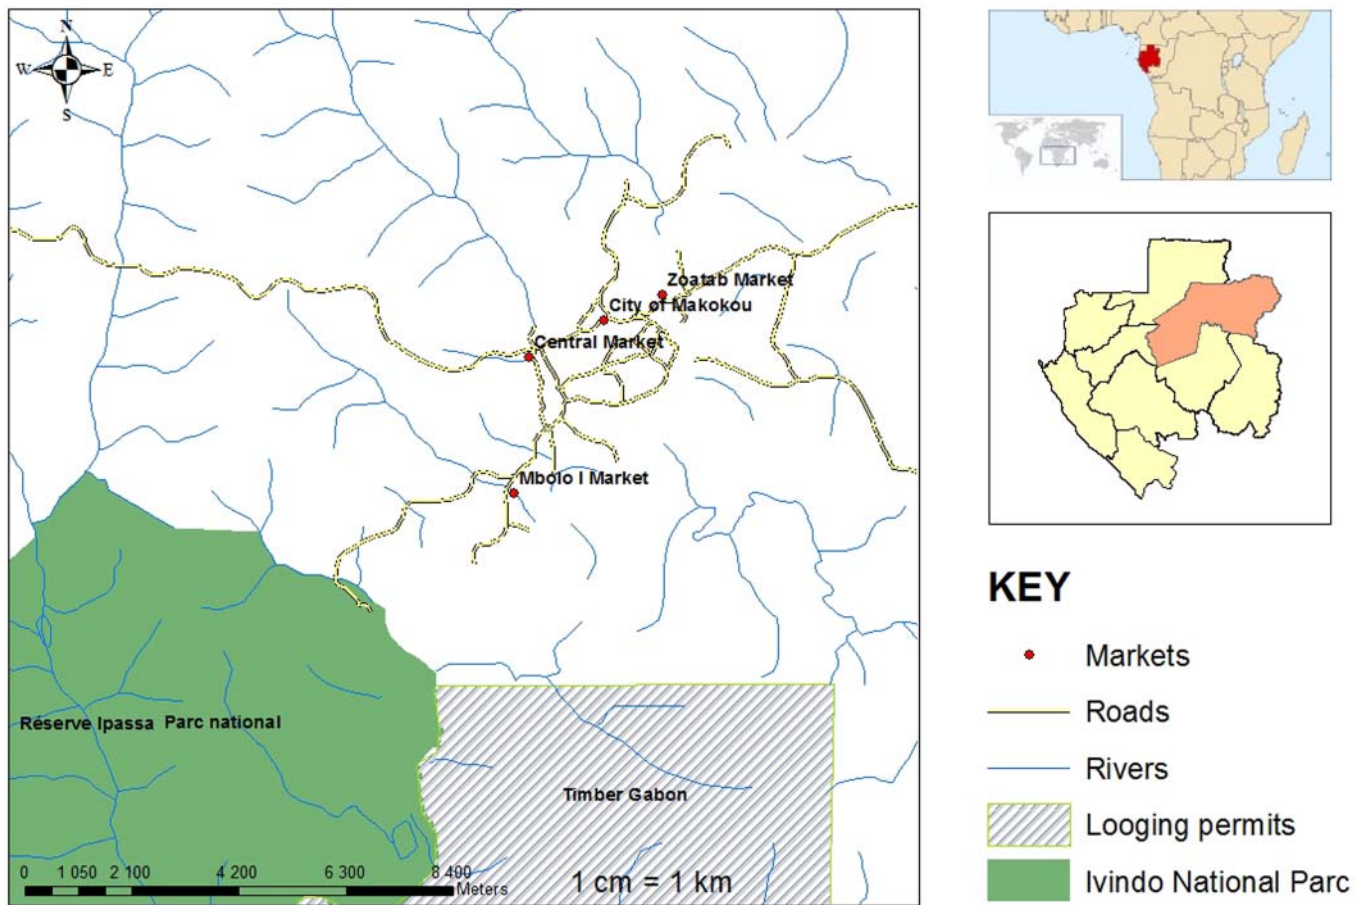 N
W E
S
Zoatab Market
City of Makokou
Central Market
Mbolo I Market
Réserve Ipassa Parc national
Timber Gabon
0 1 050 2 100 4 200 6 300 8 400
Meters
1 cm = 1 km
KEY
Markets
Roads
Rivers
Looging permits
Ivindo National Parc